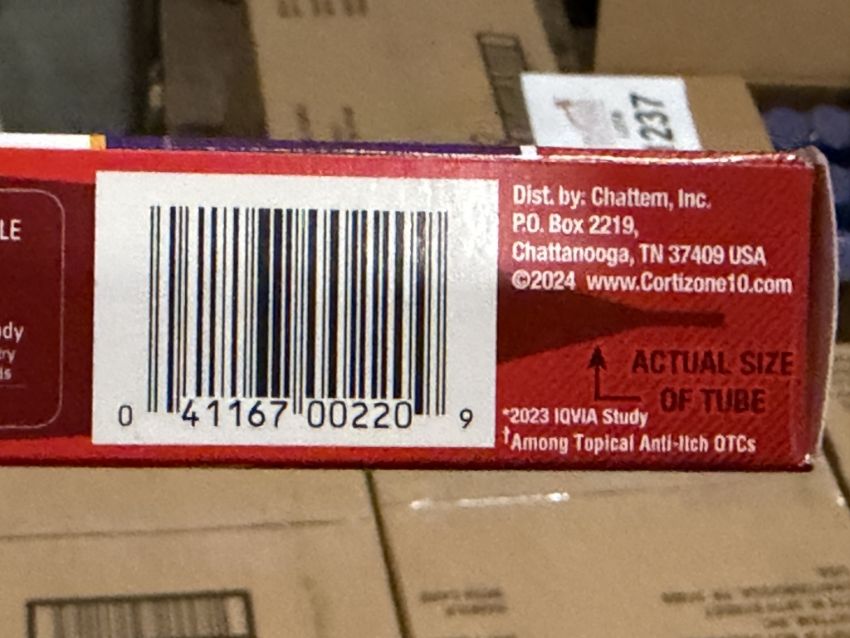 237
LE
Dist. by: Chattem, Inc.
P.O. Box 2219,
Chattanooga, TN 37409 USA
©2024 www.Cortizone10.com
dy
ry
ls
ACTUAL SIZE
OF TUBE
0 41167 00220 9
*2023 IQVIA Study
†Among Topical Anti-Itch OTCs